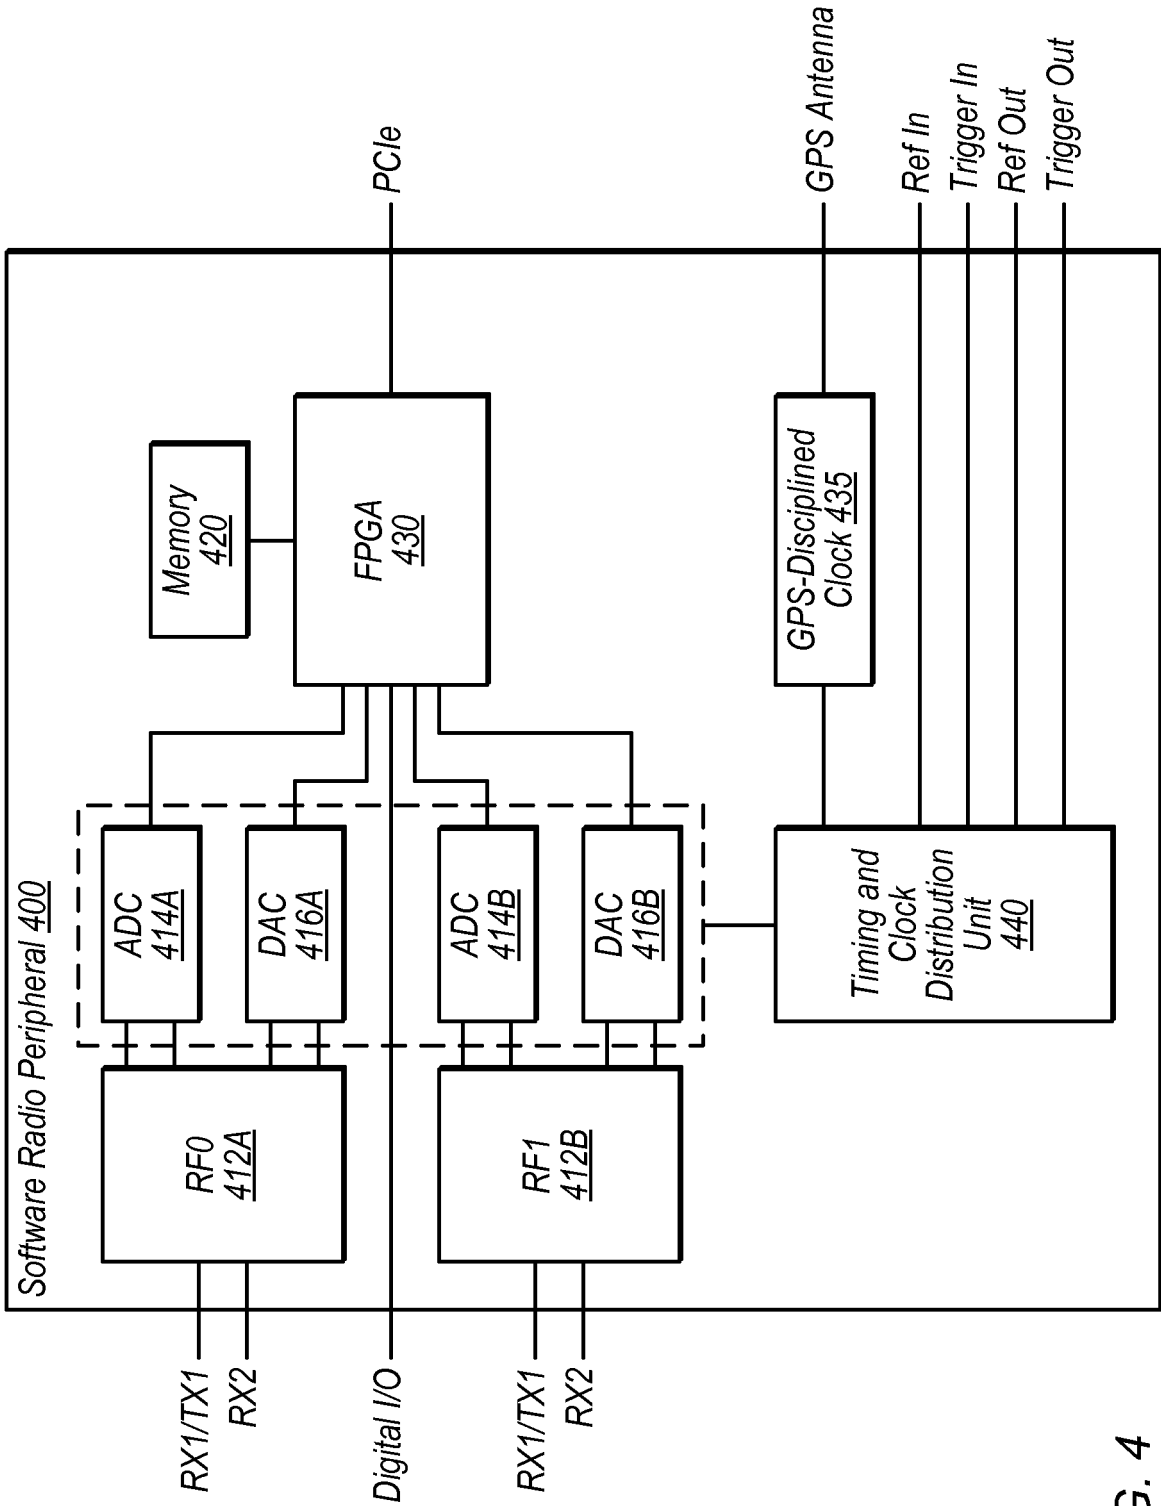 Software Radio Peripheral 400
RX1/TX1
RX2
Digital I/O
RX1/TX1
RX2
RF0
412A
RF1
412B
ADC
414A
DAC
416A
ADC
414B
DAC
416B
Memory
420
FPGA
430
PCIe
Timing and
Clock
Distribution
Unit
440
GPS-Disciplined
Clock 435
GPS Antenna
Ref In
Trigger In
Ref Out
Trigger Out
G. 4